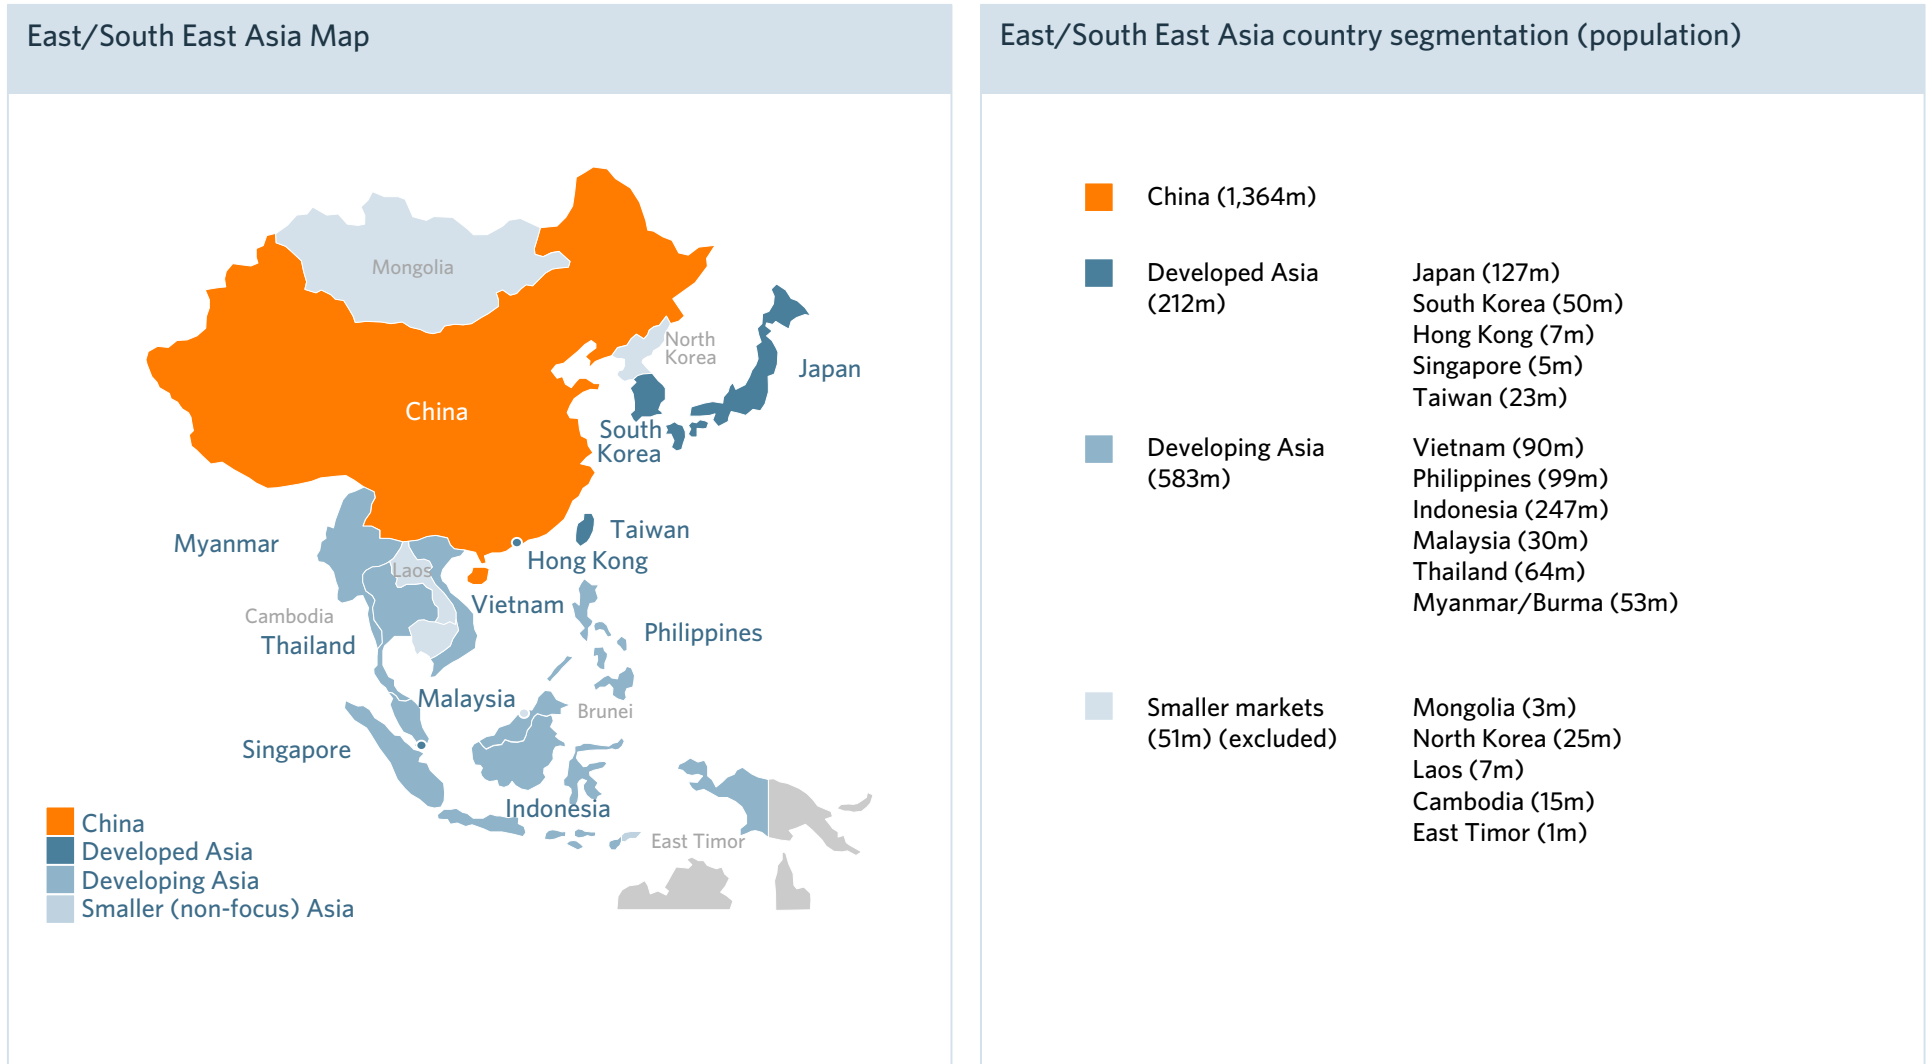 East/South East Asia Map
Mongolia
North
Korea
Japan
China
South
Korea
Taiwan
Myanmar
Hong Kong
Laos
Vietnam
Cambodia
Philippines
Thailand
Malaysia
Brunei
Singapore
Indonesia
East Timor
China
Developed Asia
Developing Asia
Smaller (non-focus) Asia
East/South East Asia country segmentation (population)
China (1,364m)
Developed Asia
(212m)
Japan (127m)
South Korea (50m)
Hong Kong (7m)
Singapore (5m)
Taiwan (23m)
Developing Asia
(583m)
Vietnam (90m)
Philippines (99m)
Indonesia (247m)
Malaysia (30m)
Thailand (64m)
Myanmar/Burma (53m)
Smaller markets
(51m) (excluded)
Mongolia (3m)
North Korea (25m)
Laos (7m)
Cambodia (15m)
East Timor (1m)